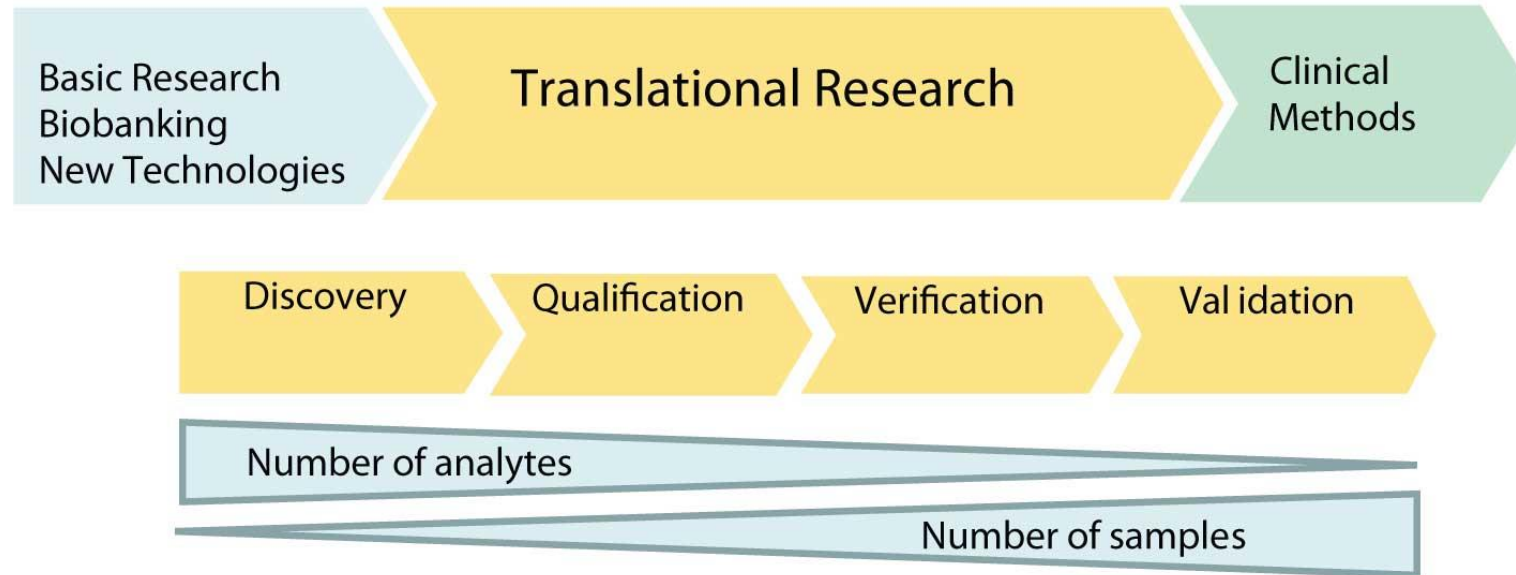 Basic Research
Biobanking
New Technologies
Translational Research
Clinical
Methods
Discovery
Qualification
Verification
Val idation
Number of analytes
Number of samples